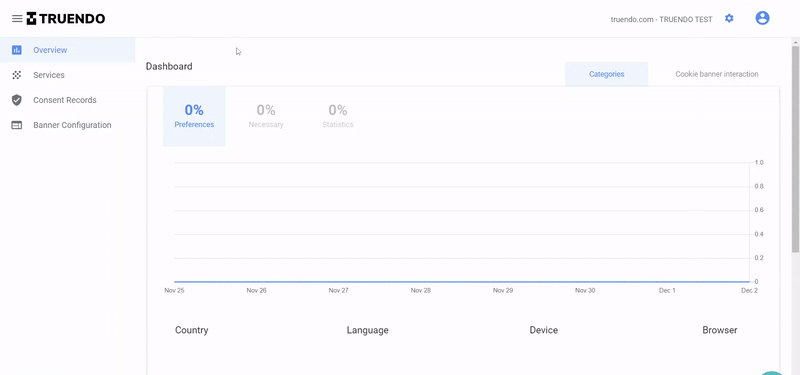 TRUENDO
truendo.com - TRUENDO TEST
Overview
Services
Consent Records
Banner Configuration
Dashboard
Categories
Cookie banner interaction
0%
Preferences
0%
Necessary
0%
Statistics
1.0
0.8
0.6
0.4
0.2
0
Nov 25
Nov 26
Nov 27
Nov 28
Nov 29
Nov 30
Dec 1
Dec 2
Country
Language
Device
Browser